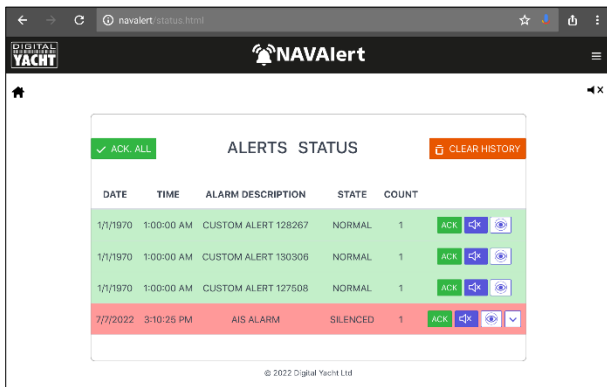 navalert/status.html
DIGITAL
YACHT
NAVAlert
ACK. ALL
ALERTS STATUS
CLEAR HISTORY
DATE TIME ALARM DESCRIPTION STATE COUNT
1/1/1970 1:00:00 AM CUSTOM ALERT 128267 NORMAL 1 ACK
1/1/1970 1:00:00 AM CUSTOM ALERT 130306 NORMAL 1 ACK
1/1/1970 1:00:00 AM CUSTOM ALERT 127508 NORMAL 1 ACK
7/7/2022 3:10:25 PM AIS ALARM SILENCED 1 ACK
© 2022 Digital Yacht Ltd